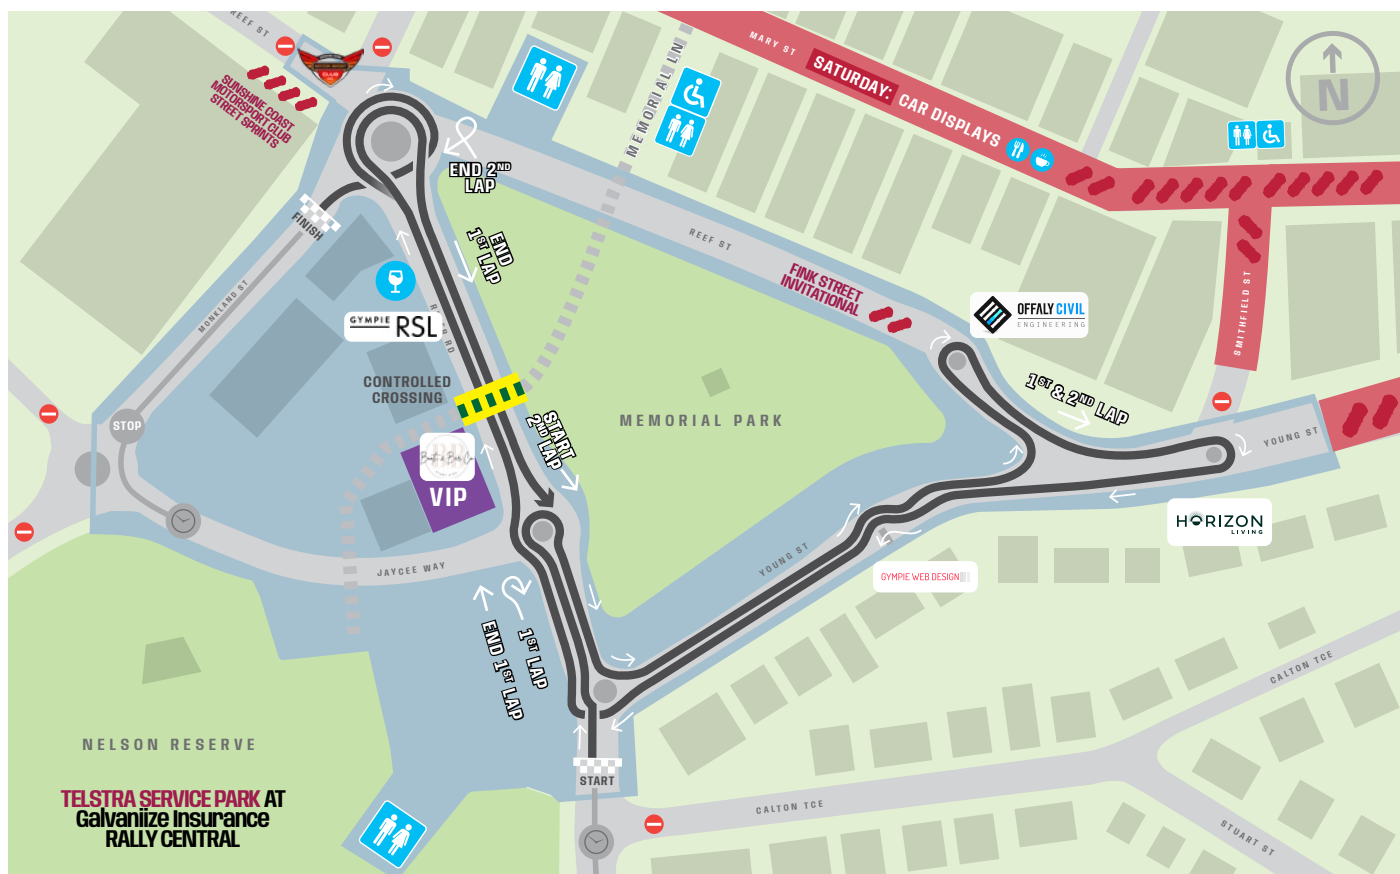 REEF ST
SUNSHINE COAST
MOTORSPORT CLUB
STREET SPRINTS
CLUB
MEMORIAL LN
MARY ST
SATURDAY: CAR DISPLAYS
N
END 2ND
LAP
FINISH
END
1ST LAP
REEF ST
FINK STREET
INVITATIONAL
OFFALY CIVIL
ENGINEERING
SMITHFIELD ST
MONKLAND ST
GYMPIE RSL
RD
CONTROLLED
CROSSING
MEMORIAL PARK
1ST & 2ND LAP
STOP
START
2ND LAP
YOUNG ST
VIP
HORIZON
LIVING
JAYCEE WAY
YOUNG ST
GYMPIE WEB DESIGN
1ST LAP
END 1ST LAP
CALTON TCE
NELSON RESERVE
START
TELSTRA SERVICE PARK AT
Galvaniize Insurance
RALLY CENTRAL
CALTON TCE
STUART ST